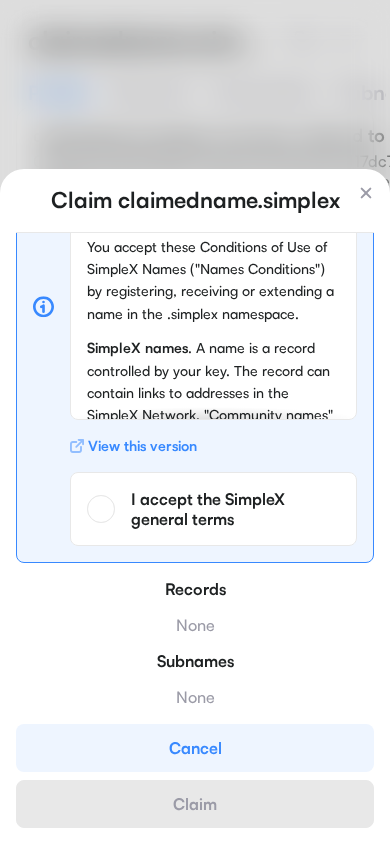 to
Claim claimedname.simplex
You accept these Conditions of Use of
SimpleX Names ("Names Conditions")
by registering, receiving or extending a
name in the .simplex namespace.
SimpleX names. A name is a record
controlled by your key. The record can
contain links to addresses in the
SimpleX Network. "Community names"
View this version
I accept the SimpleX
general terms
Records
None
Subnames
None
Cancel
Claim